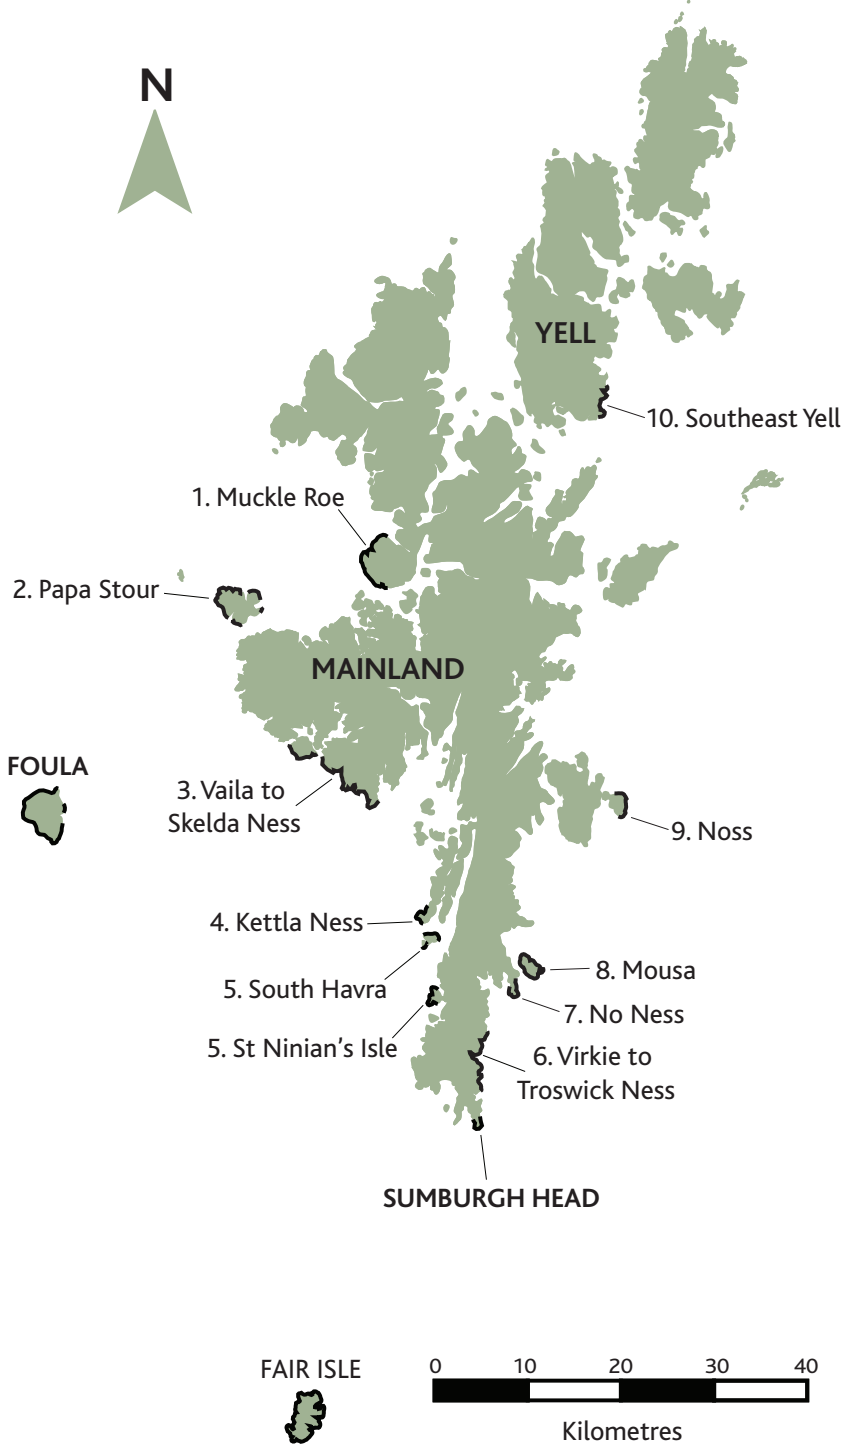 N
YELL
10. Southeast Yell
1. Muckle Roe
2. Papa Stour
MAINLAND
FOULA
3. Vaila to
Skelda Ness
9. Noss
4. Kettla Ness
8. Mousa
5. South Havra
7. No Ness
5. St Ninian's Isle
6. Virkie to
Troswick Ness
SUMBURGH HEAD
FAIR ISLE
0 10 20 30 40
Kilometres